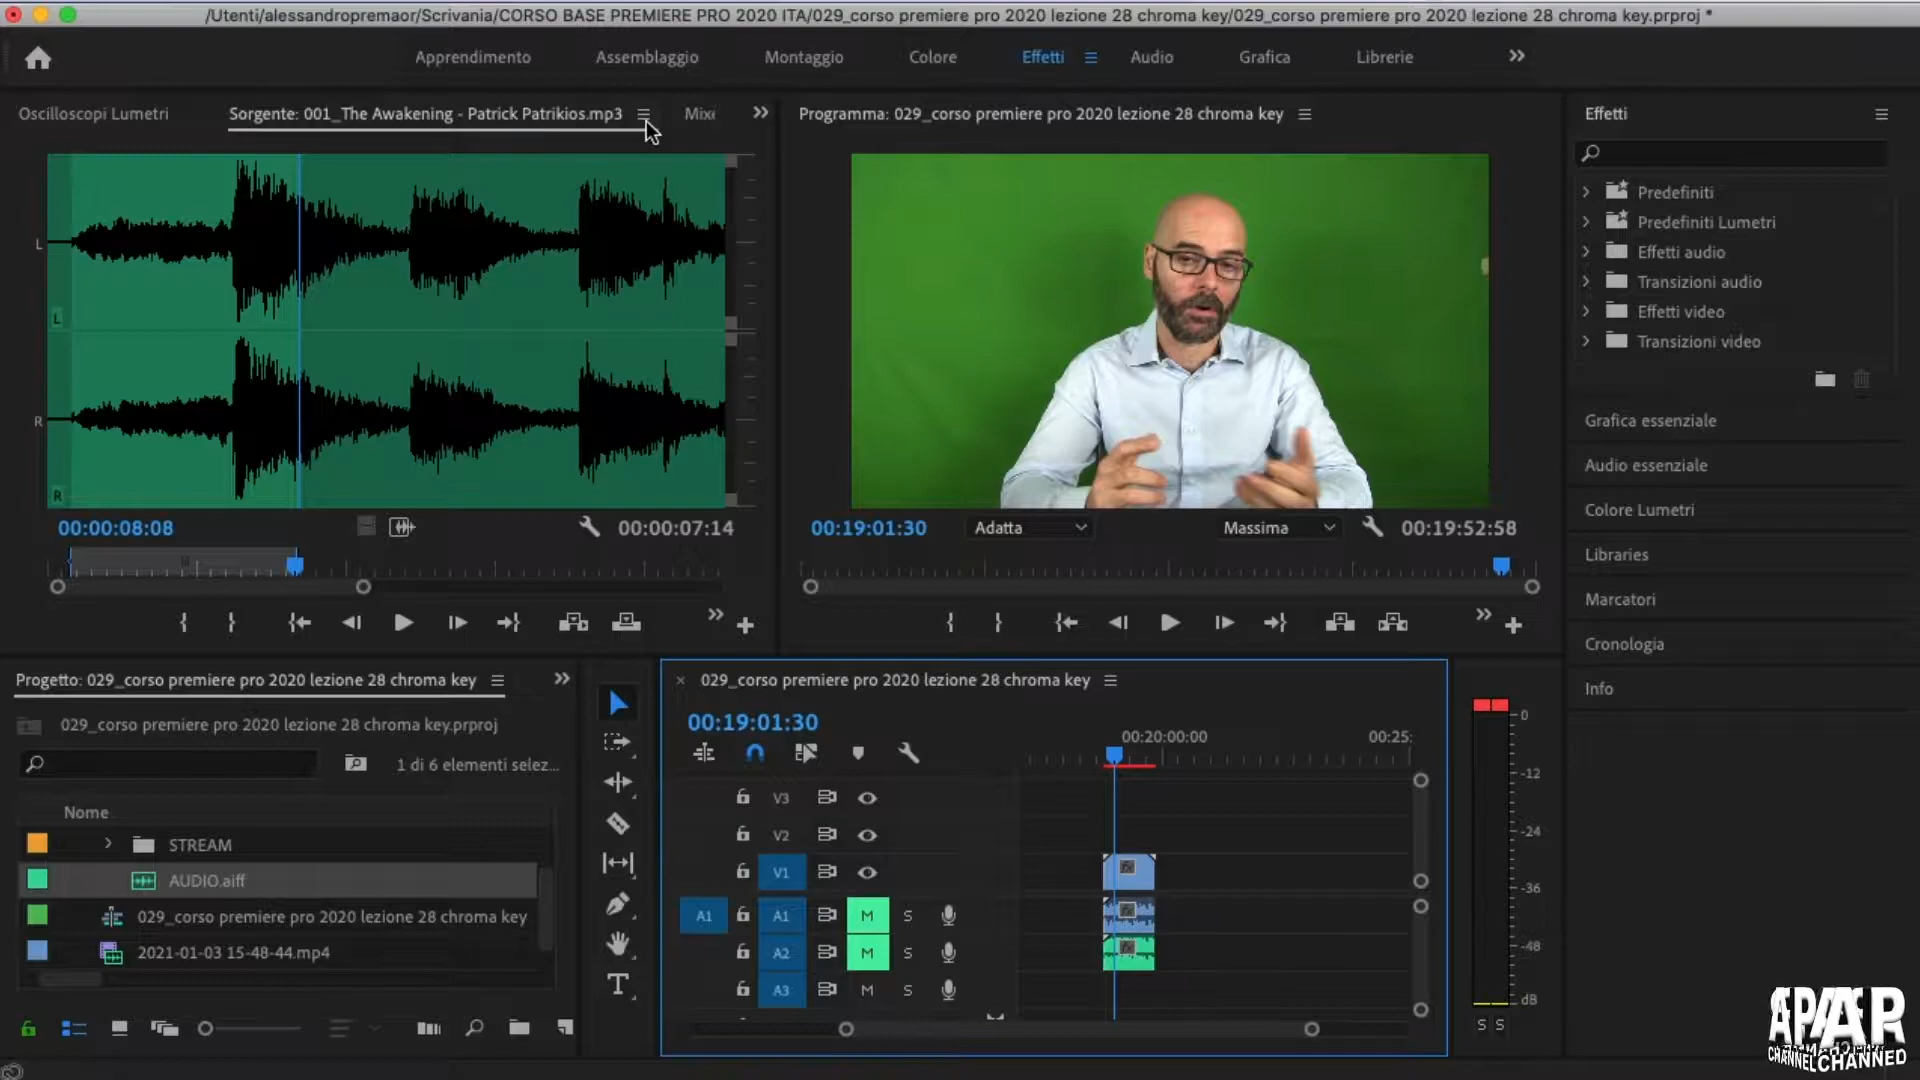 /Utenti/alessandropremaor/Scrivania/CORSO BASE PREMIERE PRO 2020 ITA/029_corso premiere pro 2020 lezione 28 chroma key/029_corso premiere pro 2020 lezione 28 chroma key.prproj *
Apprendimento Assemblaggio Montaggio Colore Effetti Audio Grafica Librerie
Oscilloscopi Lumetri Sorgente: 001_The Awakening - Patrick Patrikios.mp3
Programma: 029_corso premiere pro 2020 lezione 28 chroma key
Effetti
Predefiniti
Predefiniti Lumetri
Effetti audio
Transizioni audio
Effetti video
Transizioni video
Grafica essenziale
Audio essenziale
Colore Lumetri
Libraries
Marcatori
Cronologia
Info
L
L
R
R
00:00:08:08 00:00:07:14
00:19:01:30 Adatta Massima 00:19:52:58
Progetto: 029_corso premiere pro 2020 lezione 28 chroma key
029_corso premiere pro 2020 lezione 28 chroma key.prproj
1 di 6 elementi selez...
Nome
STREAM
AUDIO.aiff
029_corso premiere pro 2020 lezione 28 chroma key
2021-01-03 15-48-44.mp4
029_corso premiere pro 2020 lezione 28 chroma key
00:19:01:30
00:20:00:00 00:25:
V3
V2
V1
A1 A1 M S
A2 M S
A3 M S
0
-12
-24
-36
-48
dB
S S